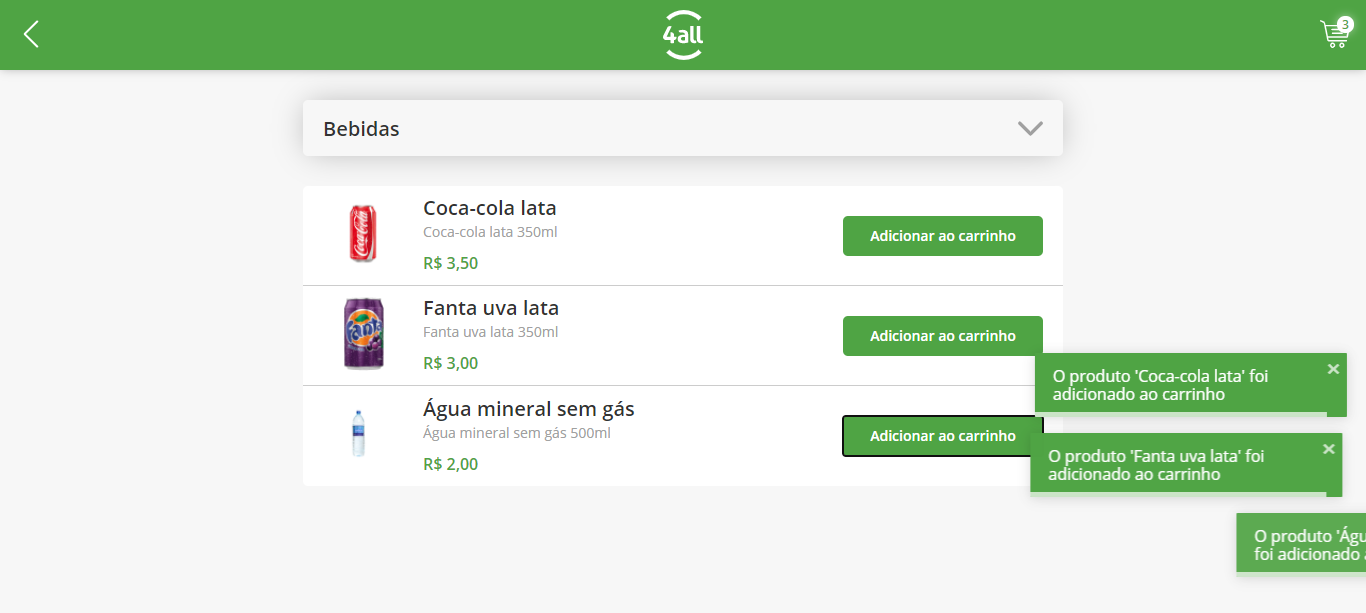 4all
3
Bebidas
Coca-cola lata
Coca-cola lata 350ml
R$ 3,50
Adicionar ao carrinho
Fanta uva lata
Fanta uva lata 350ml
R$ 3,00
Adicionar ao carrinho
Água mineral sem gás
Água mineral sem gás 500ml
R$ 2,00
Adicionar ao carrinho
O produto 'Coca-cola lata' foi
adicionado ao carrinho
O produto 'Fanta uva lata' foi
adicionado ao carrinho
O produto 'Águ
foi adicionado
Coca-Cola
Fanta